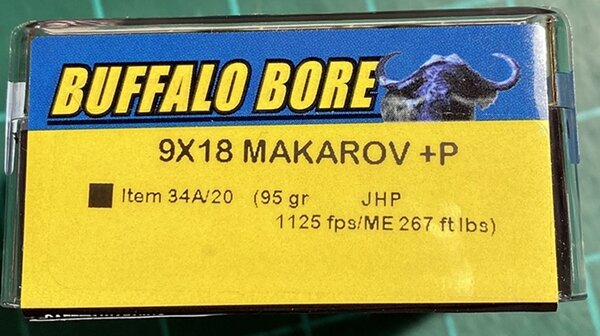 BUFFALO BORE
9X18 MAKAROV +P
Item 34A/20 (95 gr JHP
1125 fps/ME 267 ft lbs)